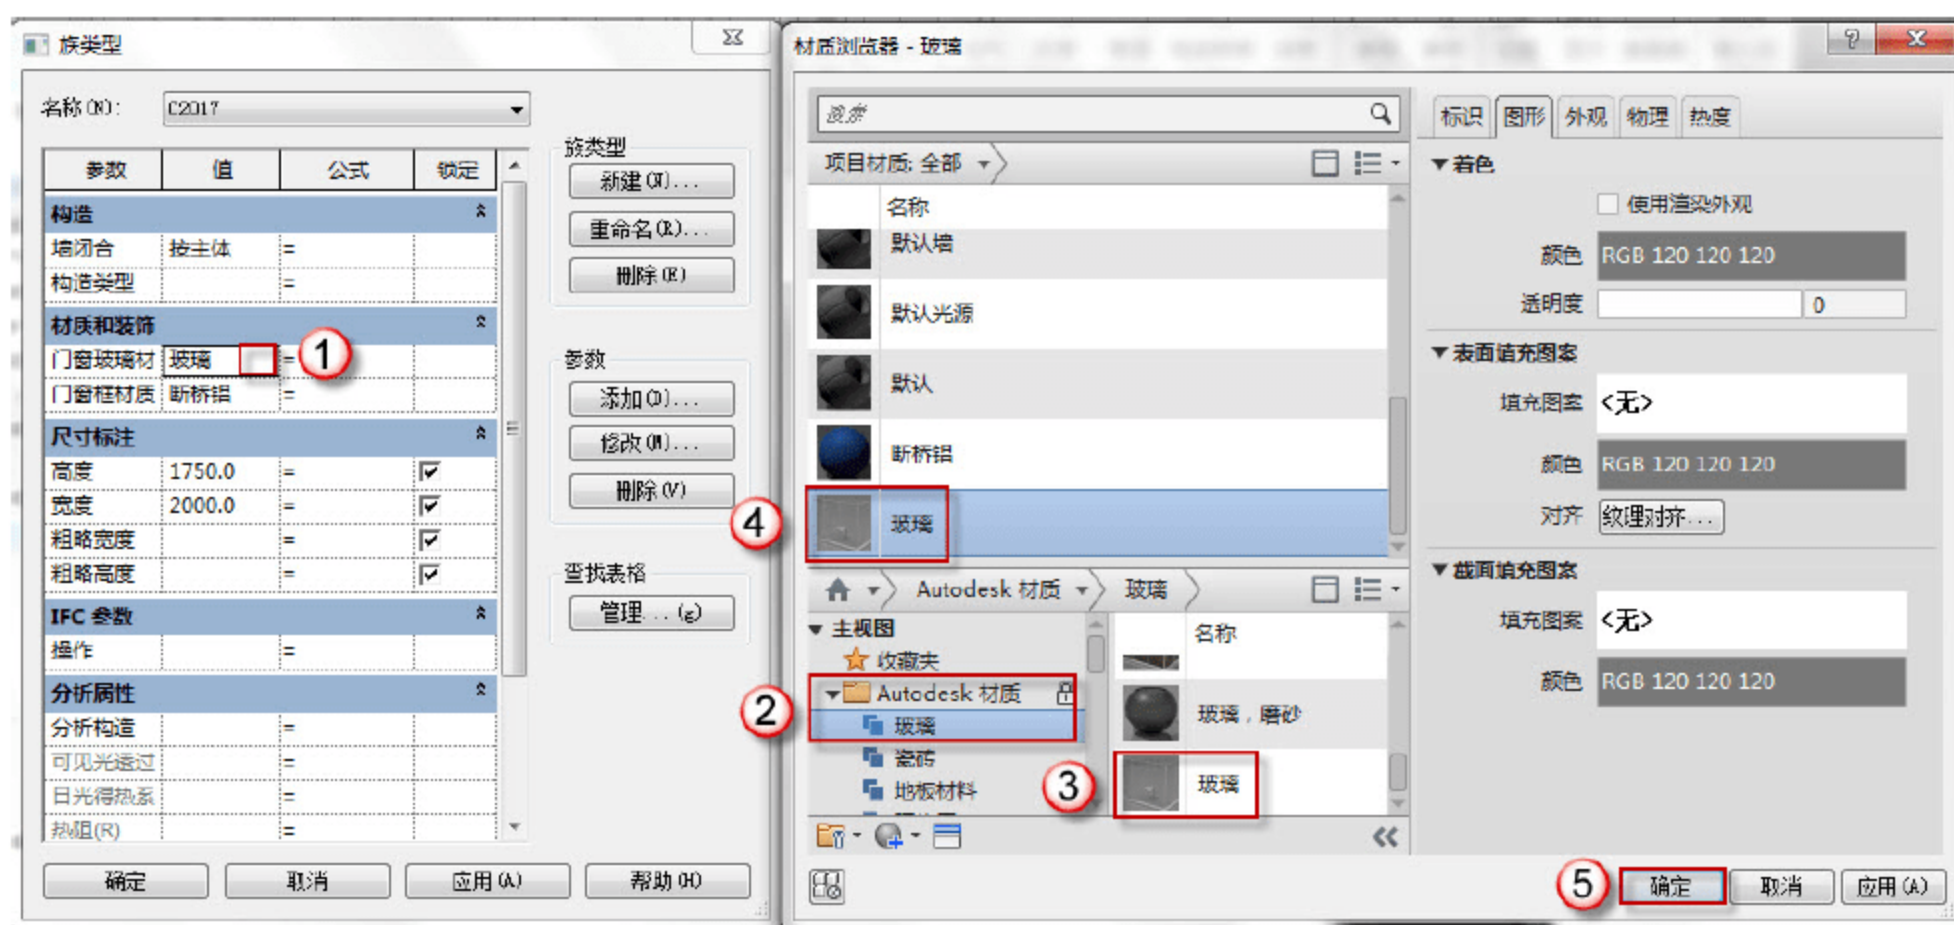 族类型
名称(N): C2017
参数 值 公式 锁定
构造
墙闭合 按主体 =
构造类型 =
材质和装饰
门窗玻璃材 玻璃 = ①
门窗框材质 断桥铝 =
尺寸标注
高度 1750.0 =
宽度 2000.0 =
粗略宽度 =
粗略高度 =
IFC 参数
操作 =
分析属性
分析构造 =
可见光透过 =
日光得热系 =
热阻(R) =
族类型
新建(N)...
重命名(R)...
删除(E)
参数
添加(D)...
修改(M)...
删除(V)
查找表格
管理...(g)
确定 取消 应用(A) 帮助(H)
材质浏览器 - 玻璃
项目材质: 全部
名称
默认墙
默认光源
默认
断桥铝
④ 玻璃
Autodesk 材质 玻璃
主视图
收藏夹
② Autodesk 材质
玻璃
瓷砖
地板材料
名称
玻璃，磨砂
③ 玻璃
标识 图形 外观 物理 热度
着色
使用渲染外观
颜色 RGB 120 120 120
透明度 0
表面填充图案
填充图案 <无>
颜色 RGB 120 120 120
对齐 纹理对齐...
截面填充图案
填充图案 <无>
颜色 RGB 120 120 120
⑤ 确定 取消 应用(A)